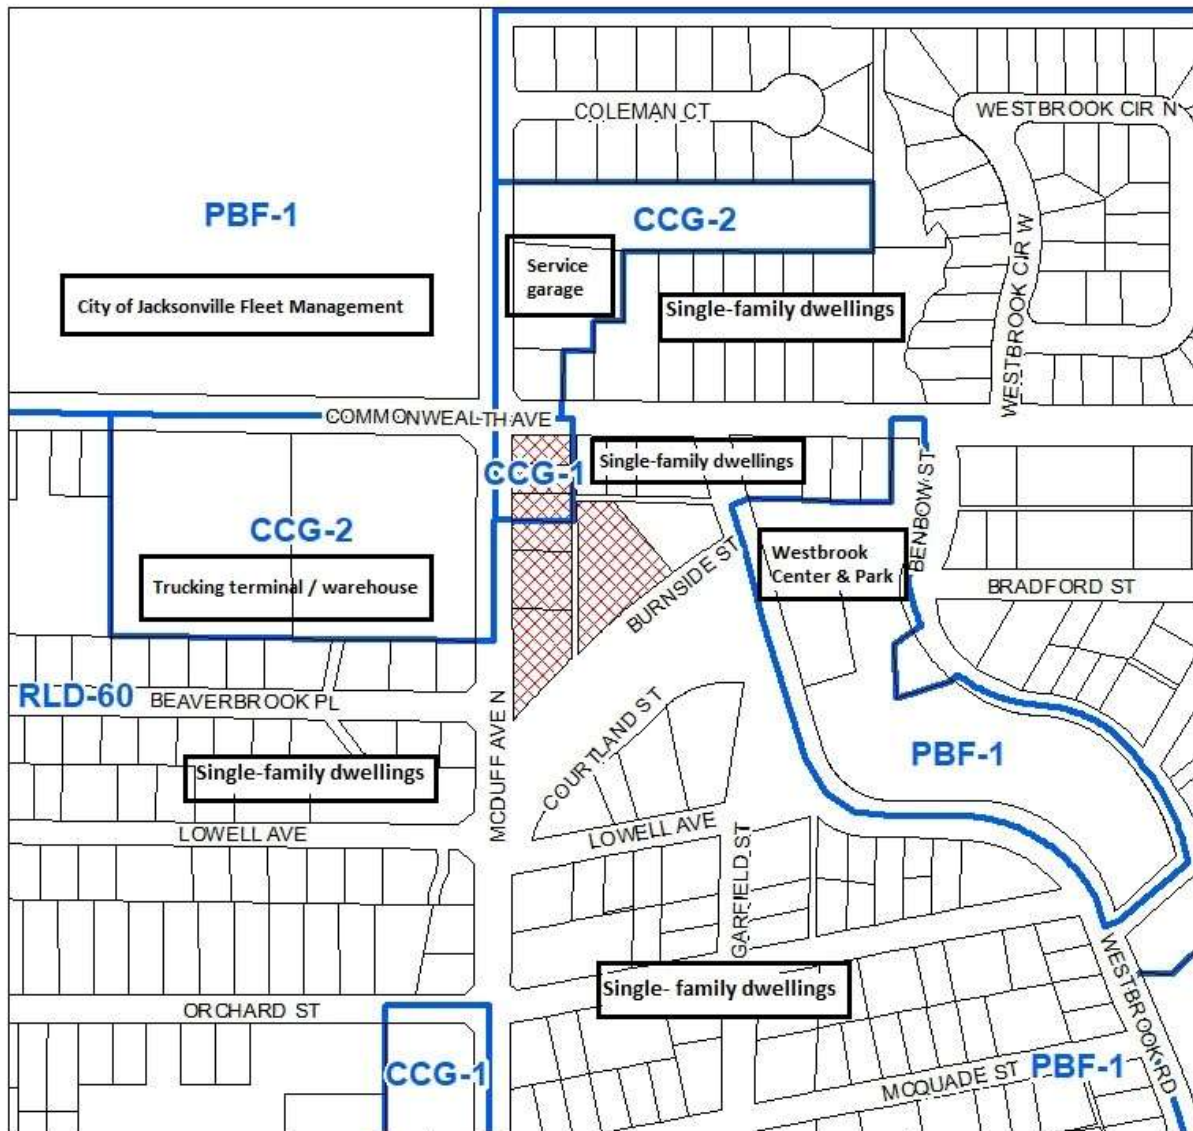 COLEMAN CT
WESTBROOK CIR N
PBF-1
CCG-2
WESTBROOK CIR W
Service
garage
City of Jacksonville Fleet Management
Single-family dwellings
COMMONWEALTH AVE
CCG-1
Single-family dwellings
BENBOW ST
CCG-2
Westbrook
Center & Park
Trucking terminal / warehouse
BURNSIDE ST
BRADFORD ST
RLD-60
BEAVERBROOK PL
MCDUFF AVE N
COURTLAND ST
PBF-1
Single-family dwellings
LOWELL AVE
LOWELL AVE
GARFIELD ST
Single- family dwellings
ORCHARD ST
WESTBROOK RD
CCG-1
MCQUADE ST
PBF-1